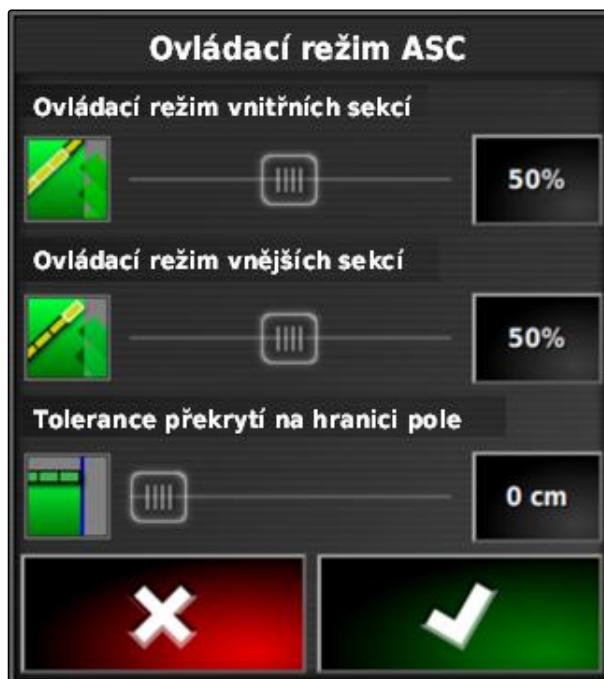 Ovládací režim ASC
Ovládací režim vnitřních sekcí
50%
Ovládací režim vnějších sekcí
50%
Tolerance překrytí na hranici pole
0 cm